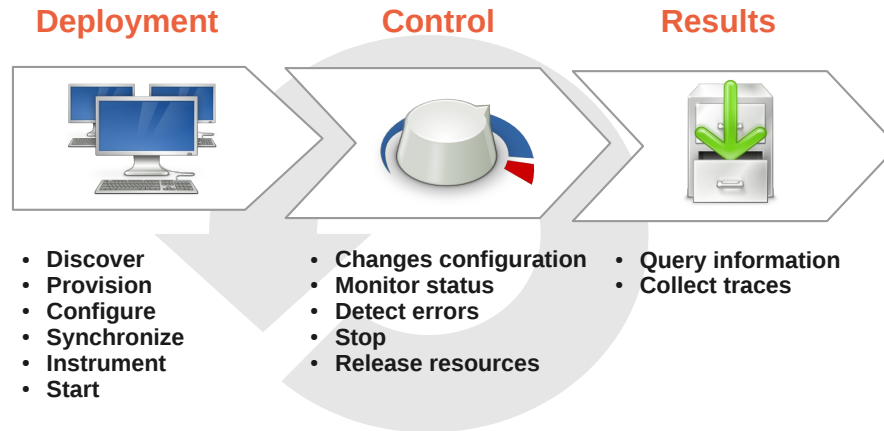 Deployment
Control
Results
• Discover
• Provision
• Configure
• Synchronize
• Instrument
• Start
• Changes configuration
• Monitor status
• Detect errors
• Stop
• Release resources
• Query information
• Collect traces